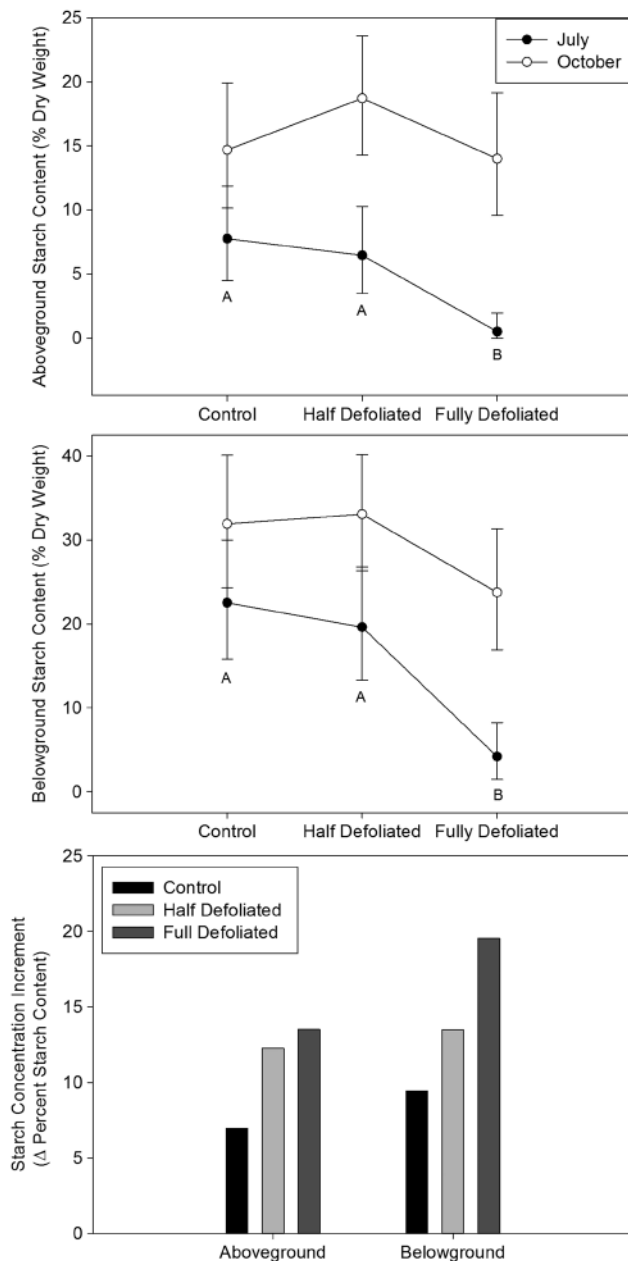 Aboveground Starch Content (% Dry Weight)
25
20
15
10
5
0
July
October
A
A
B
Control
Half Defoliated
Fully Defoliated
Belowground Starch Content (% Dry Weight)
40
30
20
10
0
A
A
B
Control
Half Defoliated
Fully Defoliated
Starch Concentration Increment
(Δ Percent Starch Content)
25
20
15
10
5
0
Control
Half Defoliated
Full Defoliated
Aboveground
Belowground